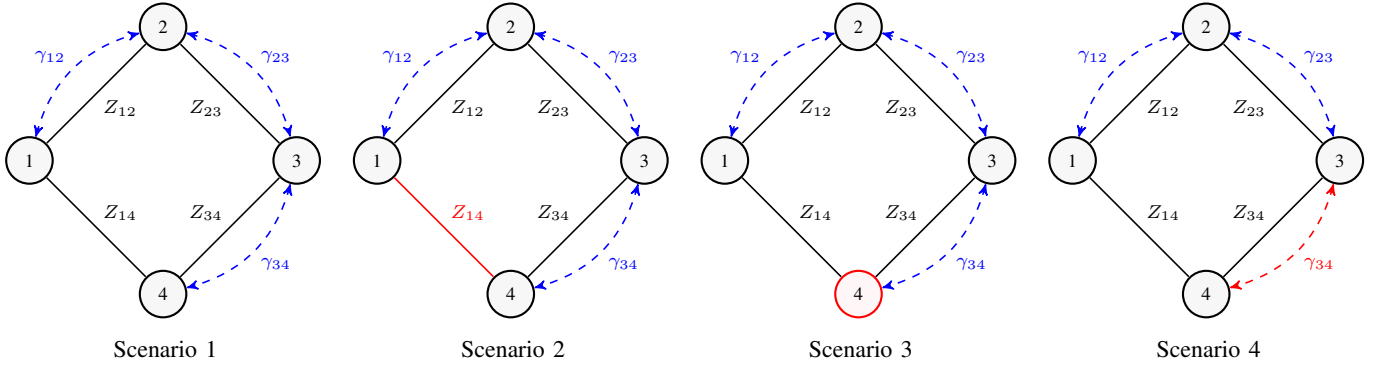 2 2 2 2
γ₁₂ γ₂₃ γ₁₂ γ₂₃ γ₁₂ γ₂₃ γ₁₂ γ₂₃
Z₁₂ Z₂₃ Z₁₂ Z₂₃ Z₁₂ Z₂₃ Z₁₂ Z₂₃
1 3 1 3 1 3 1 3
Z₁₄ Z₃₄ Z₁₄ Z₃₄ Z₁₄ Z₃₄ Z₁₄ Z₃₄
γ₃₄ γ₃₄ γ₃₄ γ₃₄
4 4 4 4
Scenario 1 Scenario 2 Scenario 3 Scenario 4